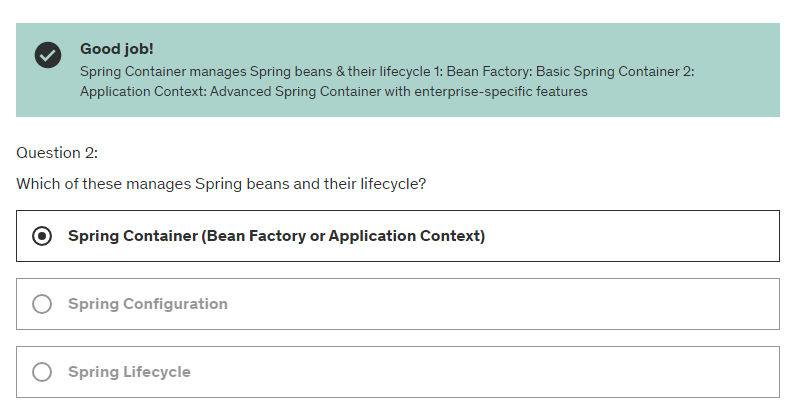 Good job!
Spring Container manages Spring beans & their lifecycle 1: Bean Factory: Basic Spring Container 2:
Application Context: Advanced Spring Container with enterprise-specific features
Question 2:
Which of these manages Spring beans and their lifecycle?
Spring Container (Bean Factory or Application Context)
Spring Configuration
Spring Lifecycle